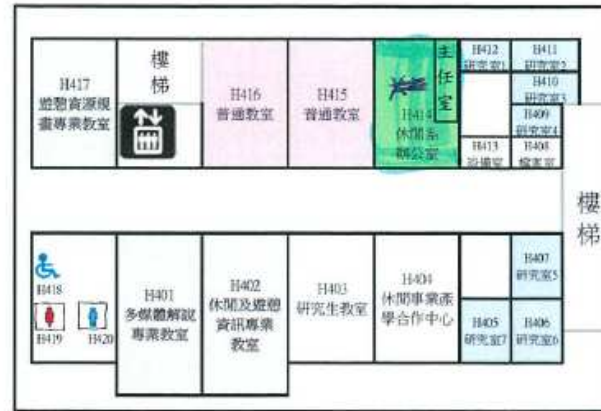 H417
遊憩資源規
畫專業教室
樓
梯
H416
普通教室
H415
普通教室
主
任
室
H414
休閒系
辦公室
H412
研究室1
H411
研究室2
H410
研究室3
H409
研究室4
H413
設備室
H408
檔案室
樓
梯
H418
H419
H420
H401
多媒體解說
專業教室
H402
休閒及遊憩
資訊專業
教室
H403
研究生教室
H404
休閒事業產
學合作中心
H407
研究室5
H405
研究室7
H406
研究室6